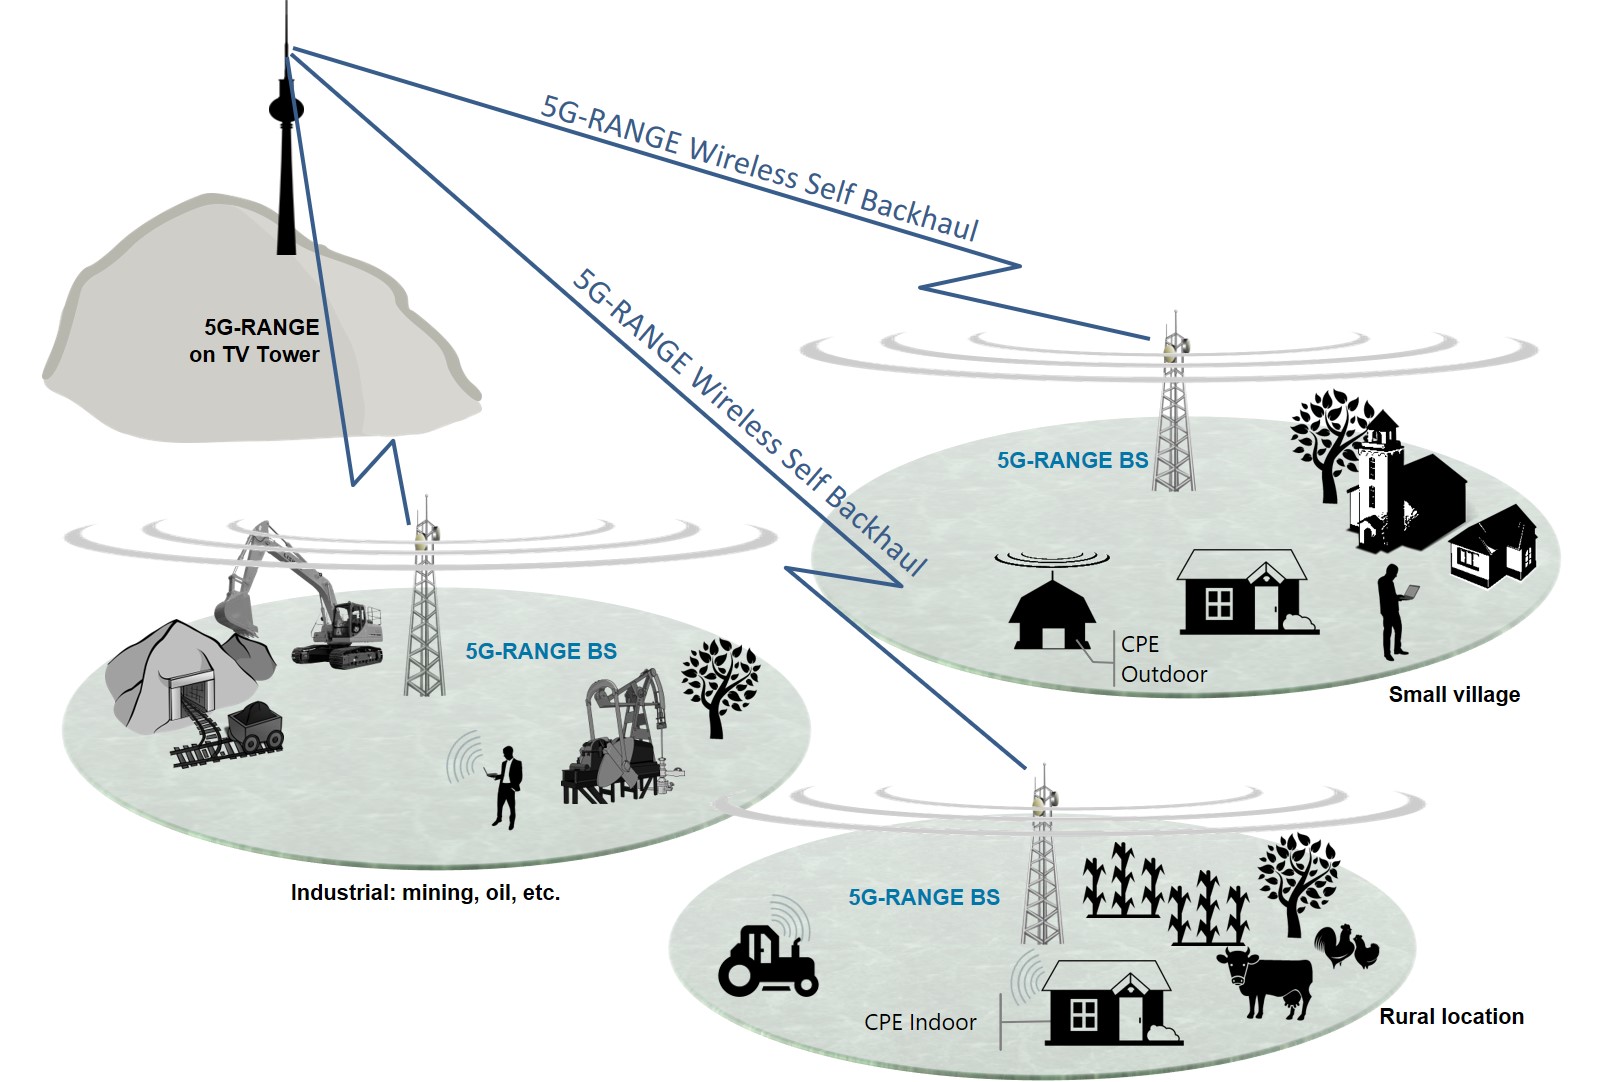 5G-RANGE Wireless Self Backhaul
5G-RANGE Wireless Self Backhaul
5G-RANGE
on TV Tower
5G-RANGE BS
CPE
Outdoor
Small village
5G-RANGE BS
Industrial: mining, oil, etc.
5G-RANGE BS
CPE Indoor
Rural location